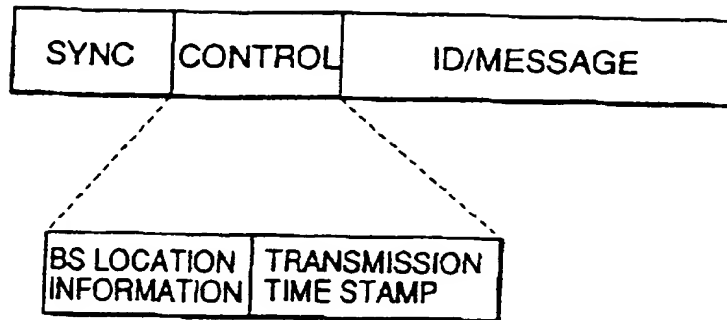 SYNC CONTROL ID/MESSAGE
BS LOCATION TRANSMISSION
INFORMATION TIME STAMP